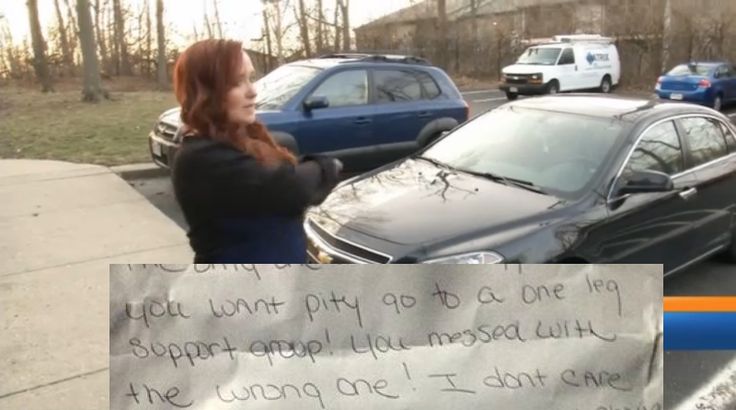 you want pity go to a one leg
support group! You messed with
the wrong one! I dont care